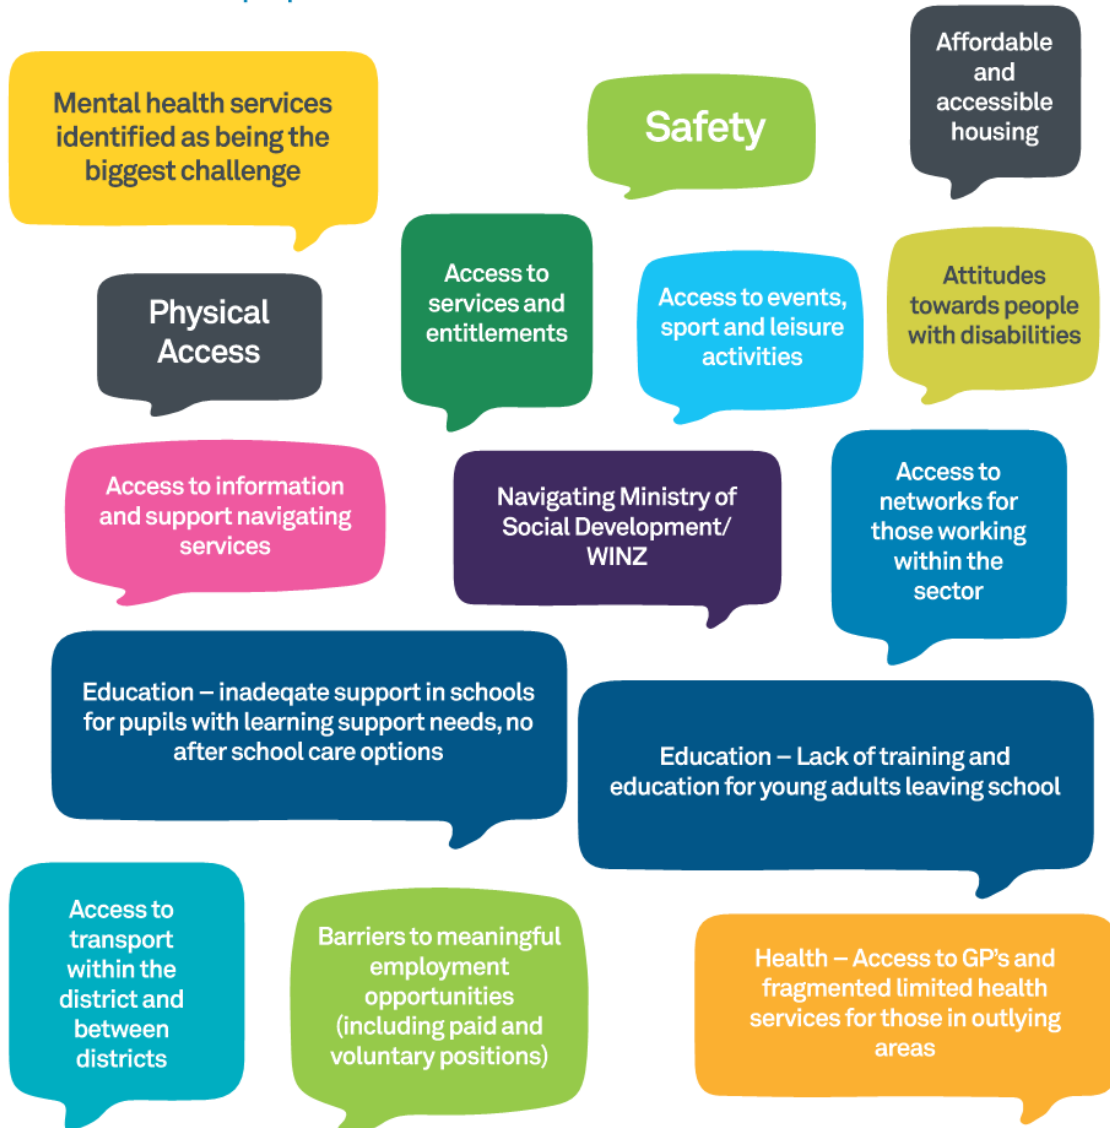 Mental health services
identified as being the
biggest challenge
Safety
Affordable
and
accessible
housing
Physical
Access
Access to
services and
entitlements
Access to events,
sport and leisure
activities
Attitudes
towards people
with disabilities
Access to information
and support navigating
services
Navigating Ministry of
Social Development/
WINZ
Access to
networks for
those working
within the
sector
Education – inadeqate support in schools
for pupils with learning support needs, no
after school care options
Education – Lack of training and
education for young adults leaving school
Access to
transport
within the
district and
between
districts
Barriers to meaningful
employment
opportunities
(including paid and
voluntary positions)
Health – Access to GP's and
fragmented limited health
services for those in outlying
areas